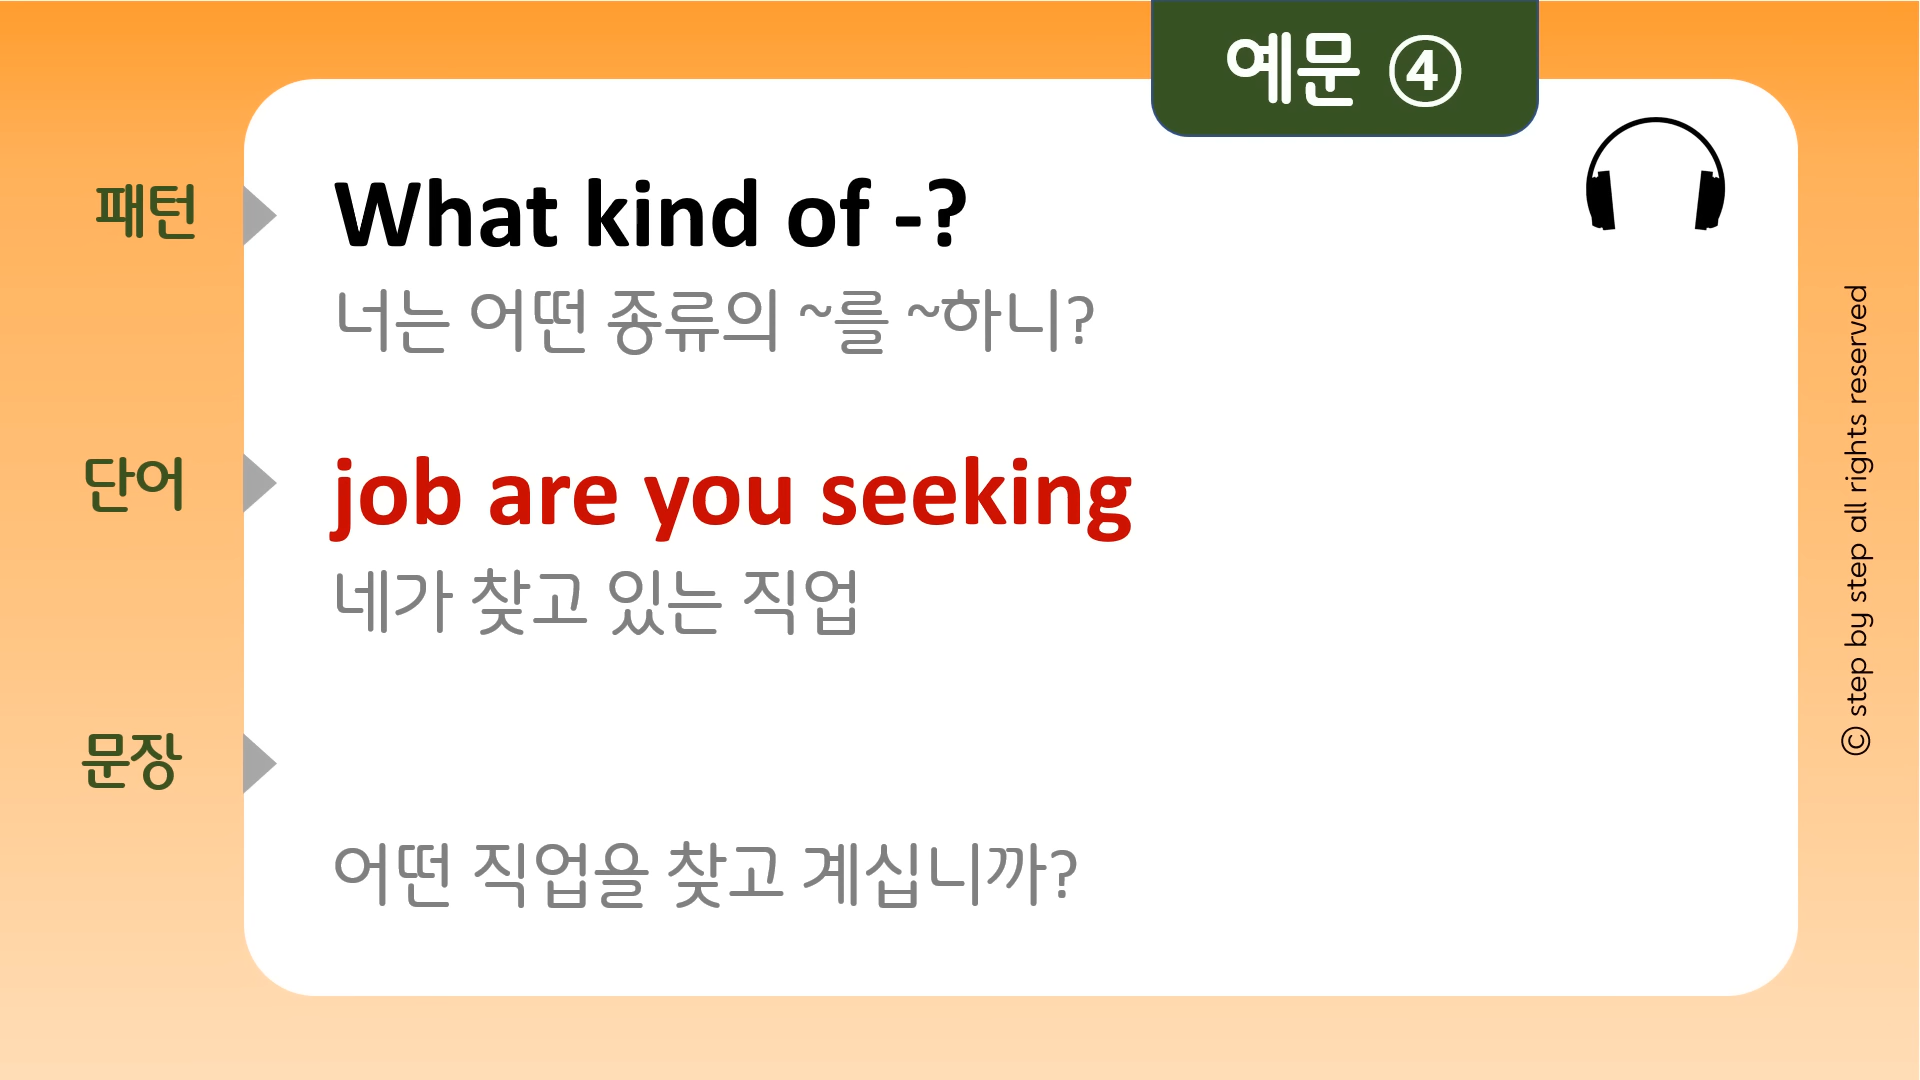 예문 ④
패턴
What kind of -?
너는 어떤 종류의 ~를 ~하니?
단어
job are you seeking
네가 찾고 있는 직업
문장
어떤 직업을 찾고 계십니까?
© step by step all rights reserved